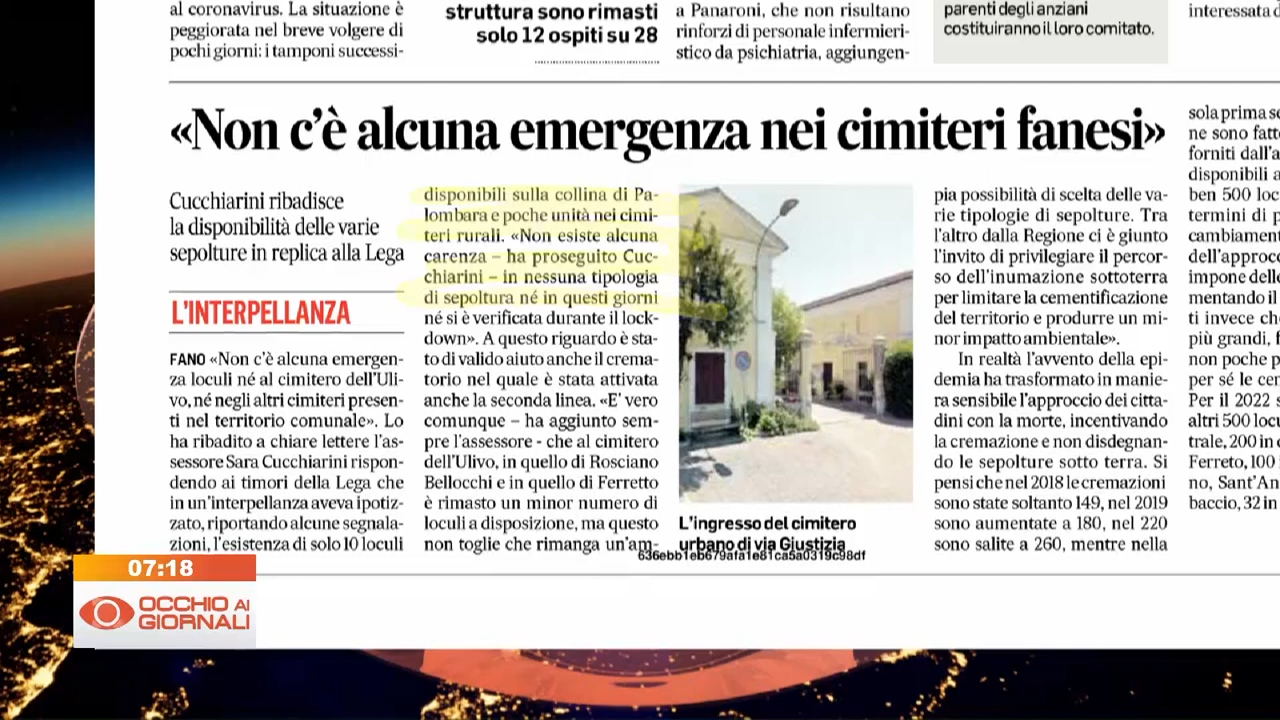 al coronavirus. La situazione è
peggiorata nel breve volgere di
pochi giorni: i tamponi successi-
struttura sono rimasti
solo 12 ospiti su 28
a Panaroni, che non risultano
rinforzi di personale infermieri-
stico da psichiatria, aggiungen-
parenti degli anziani
costituiranno il loro comitato.
interessata d
«Non c'è alcuna emergenza nei cimiteri fanesi»
Cucchiarini ribadisce
la disponibilità delle varie
sepolture in replica alla Lega
L'INTERPELLANZA
FANO «Non c'è alcuna emergen-
za loculi né al cimitero dell'Uli-
vo, né negli altri cimiteri presen-
ti nel territorio comunale». Lo
ha ribadito a chiare lettere l'as-
sessore Sara Cucchiarini rispon-
dendo ai timori della Lega che
in un'interpellanza aveva ipotiz-
zato, riportando alcune segnala-
zioni, l'esistenza di solo 10 loculi
disponibili sulla collina di Pa-
lombara e poche unità nei cimi-
teri rurali. «Non esiste alcuna
carenza – ha proseguito Cuc-
chiarini – in nessuna tipologia
di sepoltura né in questi giorni
né si è verificata durante il lock-
down». A questo riguardo è sta-
to di valido aiuto anche il crema-
torio nel quale è stata attivata
anche la seconda linea. «E' vero
comunque – ha aggiunto sem-
pre l'assessore - che al cimitero
dell'Ulivo, in quello di Rosciano
Bellocchi e in quello di Ferretto
è rimasto un minor numero di
loculi a disposizione, ma questo
non toglie che rimanga un'am-
L'ingresso del cimitero
urbano di via Giustizia
636ebb1eb679afa1e81ca5a0319c98df
pia possibilità di scelta delle va-
rie tipologie di sepolture. Tra
l'altro dalla Regione ci è giunto
l'invito di privilegiare il percor-
so dell'inumazione sottoterra
per limitare la cementificazione
del territorio e produrre un mi-
nor impatto ambientale».
In realtà l'avvento della epi-
demia ha trasformato in manie-
ra sensibile l'approccio dei citta-
dini con la morte, incentivando
la cremazione e non disdegnan-
do le sepolture sotto terra. Si
pensi che nel 2018 le cremazioni
sono state soltanto 149, nel 2019
sono aumentate a 180, nel 220
sono salite a 260, mentre nella
sola prima se
ne sono fatte
forniti dall'a
disponibili a
ben 500 loc
termini di p
cambiament
dell'approcc
impone delle
mentando il
ti invece che
più grandi, f
non poche p
per sé le cen
Per il 2022 s
altri 500 locu
trale, 200 in c
Ferreto, 100 i
no, Sant'An
baccio, 32 in
07:18
OCCHIO AI
GIORNALI